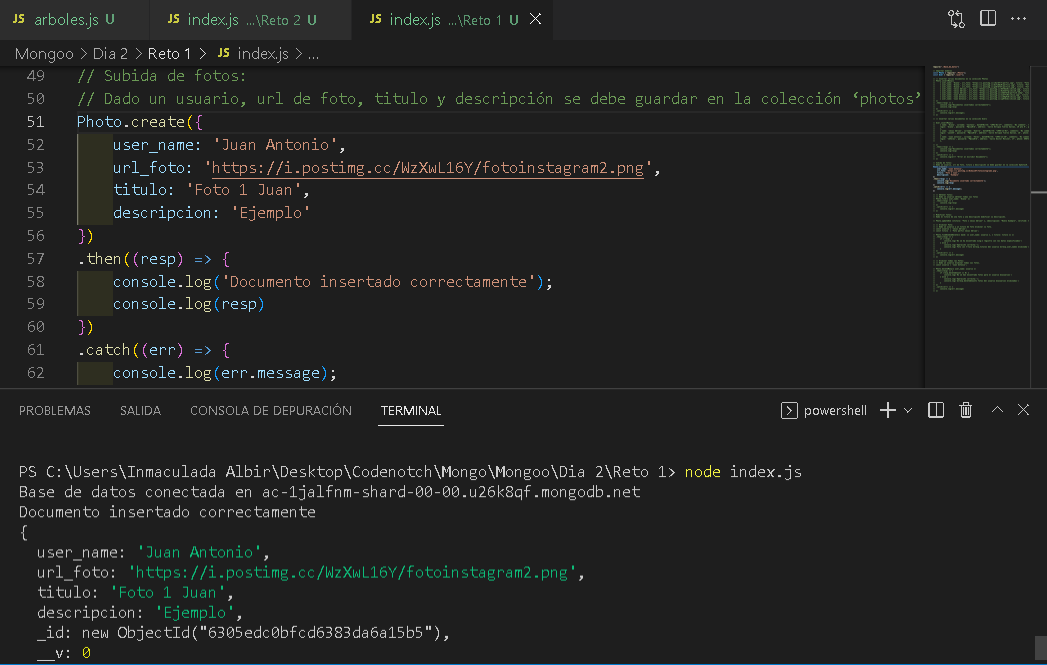 JS arboles.js U JS index.js ...\Reto 2 U JS index.js ...\Reto 1 U
Mongoo > Dia 2 > Reto 1 > JS index.js > ...
49 // Subida de fotos:
50 // Dado un usuario, url de foto, titulo y descripción se debe guardar en la colección ‘photos’
51 Photo.create({
52 user_name: 'Juan Antonio',
53 url_foto: 'https://i.postimg.cc/WzXwL16Y/fotoinstagram2.png',
54 titulo: 'Foto 1 Juan',
55 descripcion: 'Ejemplo'
56 })
57 .then((resp) => {
58 console.log('Documento insertado correctamente');
59 console.log(resp)
60 })
61 .catch((err) => {
62 console.log(err.message);
PROBLEMAS SALIDA CONSOLA DE DEPURACIÓN TERMINAL powershell
PS C:\Users\Inmaculada Albir\Desktop\Codenotch\Mongo\Mongoo\Dia 2\Reto 1> node index.js
Base de datos conectada en ac-1jalfnm-shard-00-00.u26k8qf.mongodb.net
Documento insertado correctamente
{
user_name: 'Juan Antonio',
url_foto: 'https://i.postimg.cc/WzXwL16Y/fotoinstagram2.png',
titulo: 'Foto 1 Juan',
descripcion: 'Ejemplo',
_id: new ObjectId("6305edc0bfcd6383da6a15b5"),
__v: 0